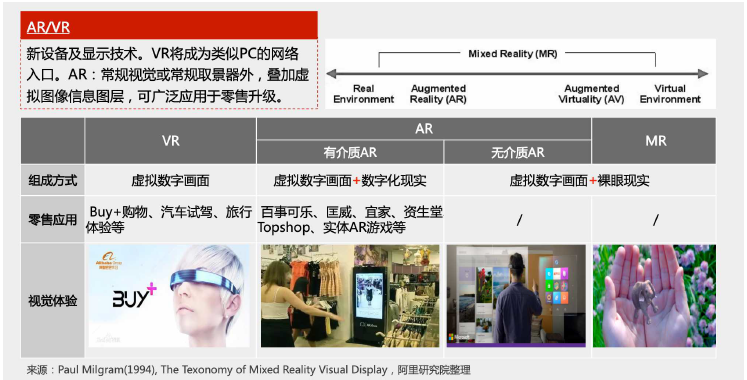 AR/VR
新设备及显示技术。VR将成为类似PC的网络
入口。AR：常规视觉或常规取景器外，叠加虚
拟图像信息图层，可广泛应用于零售升级。
Mixed Reality (MR)
Real Environment
Augmented Reality (AR)
Augmented Virtuality (AV)
Virtual Environment
VR
AR
MR
有介质AR
无介质AR
组成方式
虚拟数字画面
虚拟数字画面+数字化现实
虚拟数字画面+裸眼现实
零售应用
Buy+购物、汽车试驾、旅行
体验等
百事可乐、匡威、宜家、资生堂
Topshop、实体AR游戏等
/
/
视觉体验
BUY+
来源：Paul Milgram(1994), The Texonomy of Mixed Reality Visual Display，阿里研究院整理